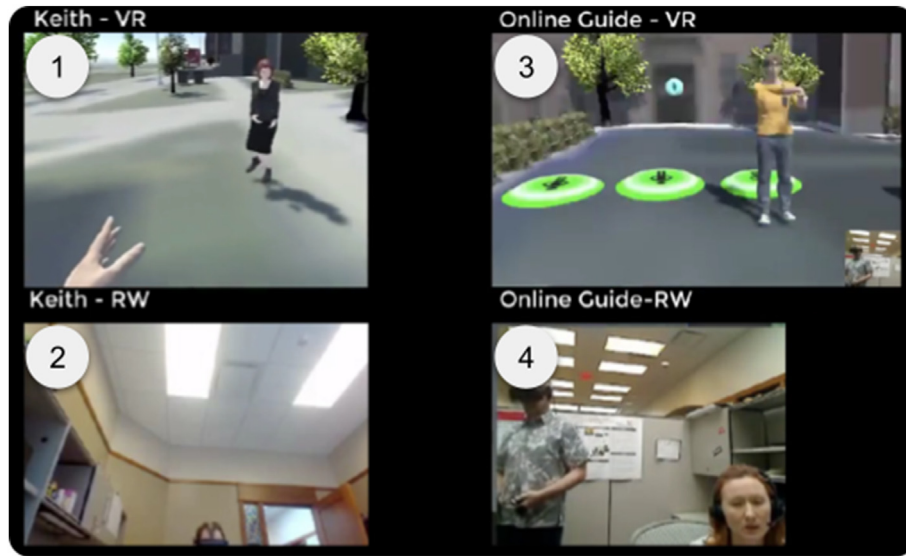 Keith - VR
1
Online Guide - VR
3
Keith - RW
2
Online Guide-RW
4